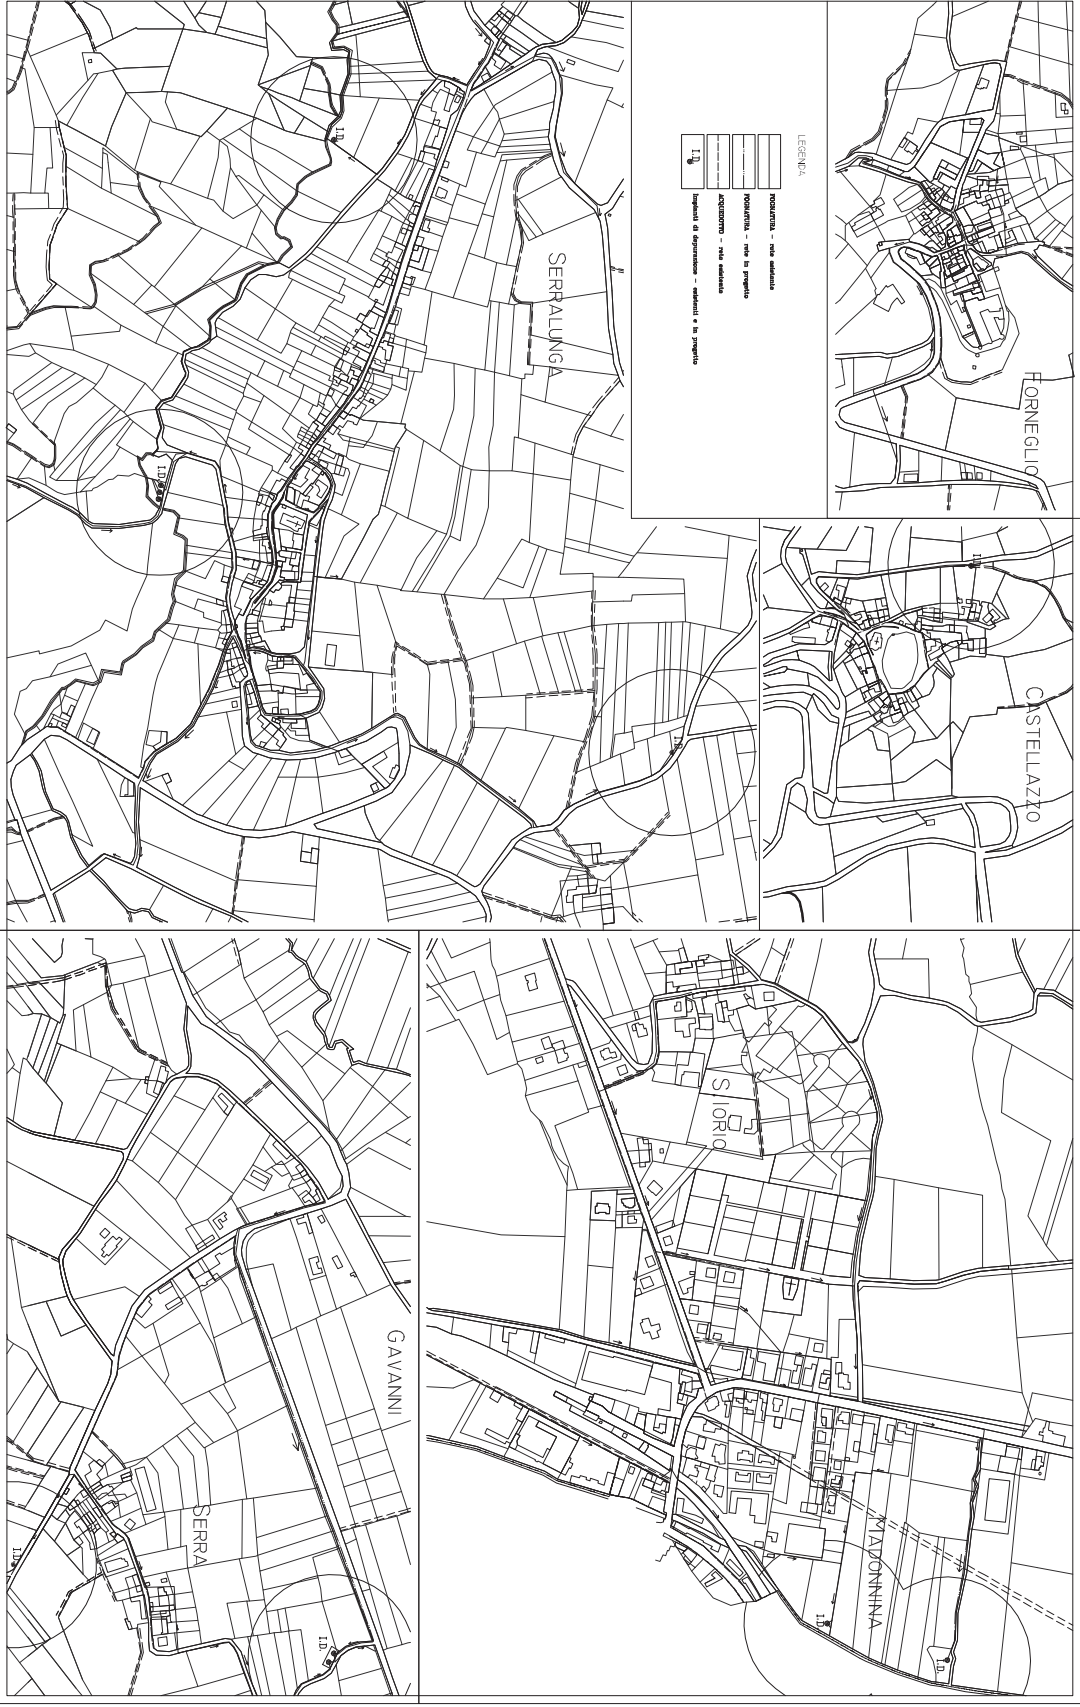 FORNEGLIO
LEGENDA
FOGNATURA - rete esistente
FOGNATURA - rete in progetto
ACQUEDOTTO - rete esistente
I.D.
Impianti di depurazione - esistenti e in progetto
SERRALUNGA
I.D.
I.D.
I.D.
CASTELLAZZO
S IORIO
MADONNINA
I.D.
I.D.
GAVANNI
SERRA
I.D.
I.D.